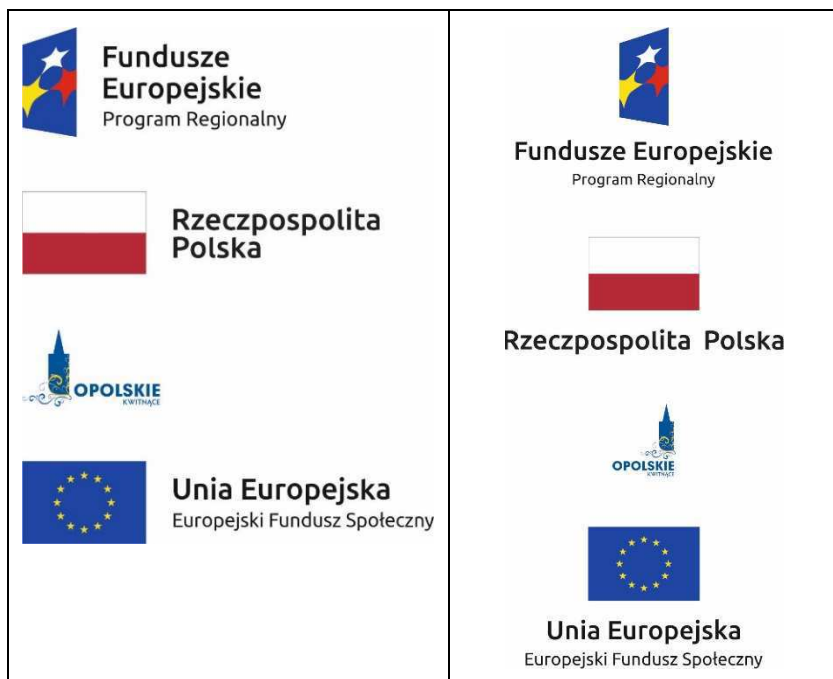 Fundusze
Europejskie
Program Regionalny
Rzeczpospolita
Polska
OPOLSKIE
KWITNĄCE
Unia Europejska
Europejski Fundusz Społeczny
Fundusze Europejskie
Program Regionalny
Rzeczpospolita Polska
OPOLSKIE
KWITNĄCE
Unia Europejska
Europejski Fundusz Społeczny